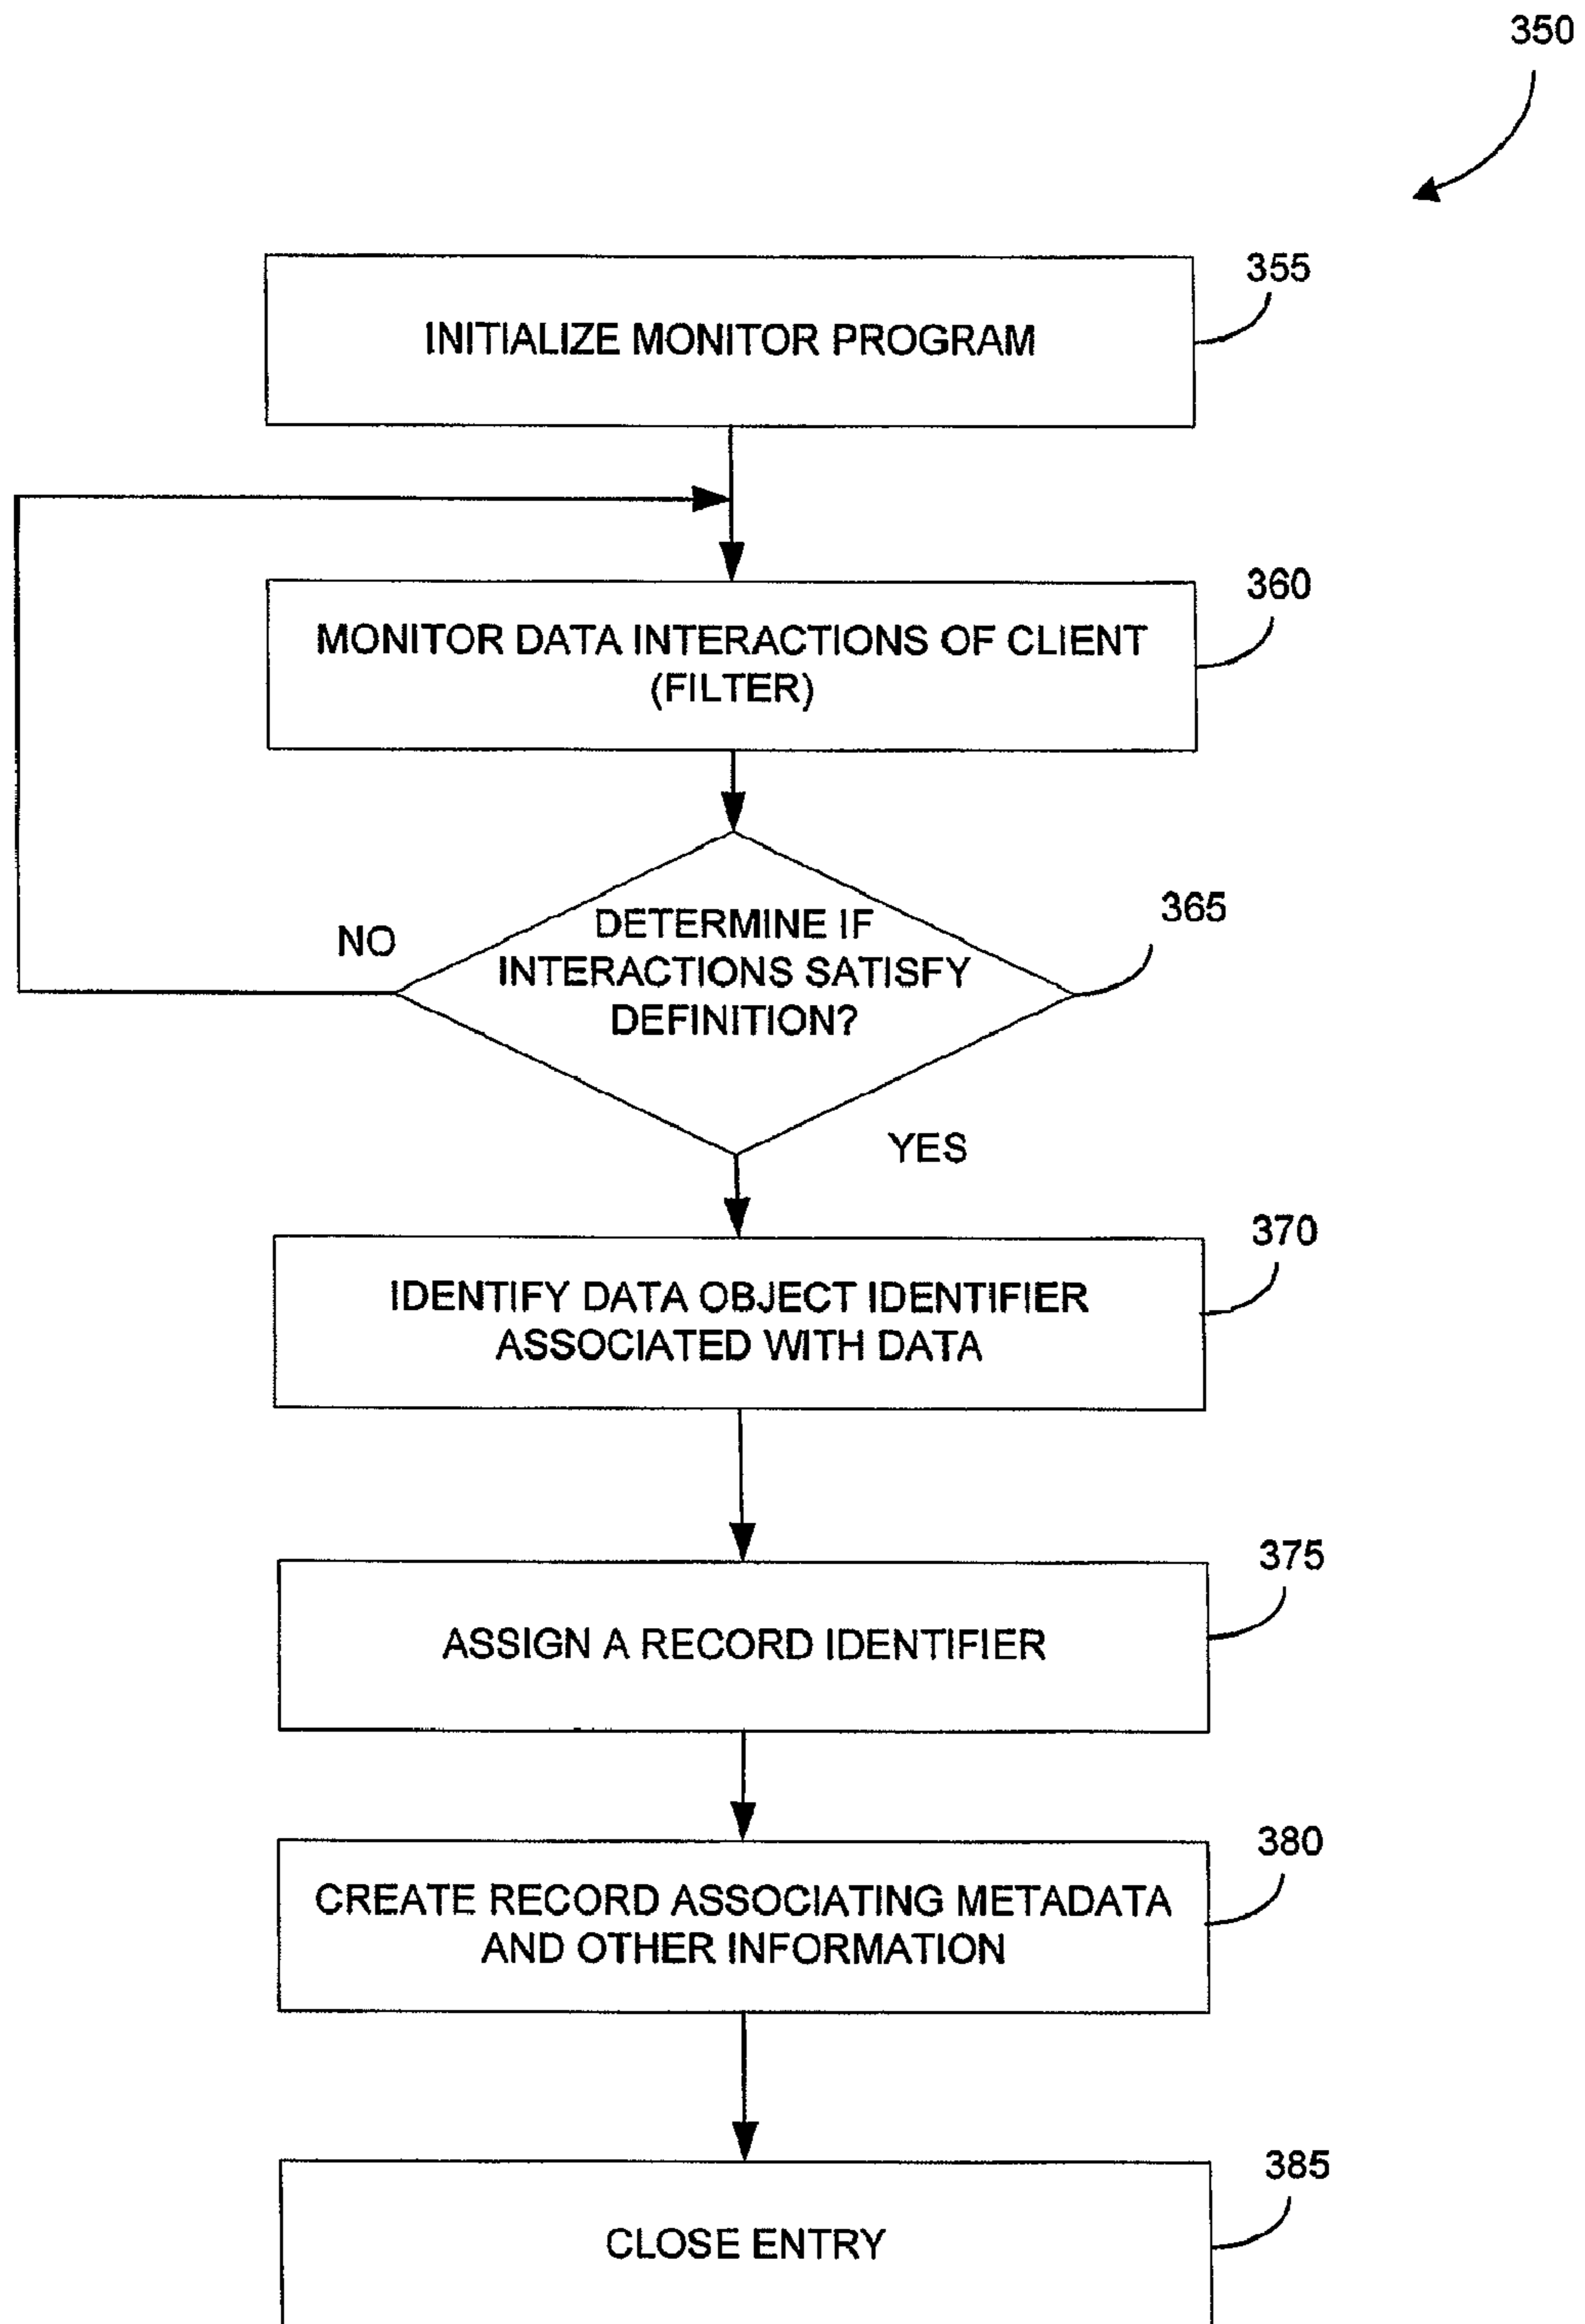 350
355
INITIALIZE MONITOR PROGRAM
360
MONITOR DATA INTERACTIONS OF CLIENT
(FILTER)
365
NO
DETERMINE IF
INTERACTIONS SATISFY
DEFINITION?
YES
370
IDENTIFY DATA OBJECT IDENTIFIER
ASSOCIATED WITH DATA
375
ASSIGN A RECORD IDENTIFIER
380
CREATE RECORD ASSOCIATING METADATA
AND OTHER INFORMATION
385
CLOSE ENTRY